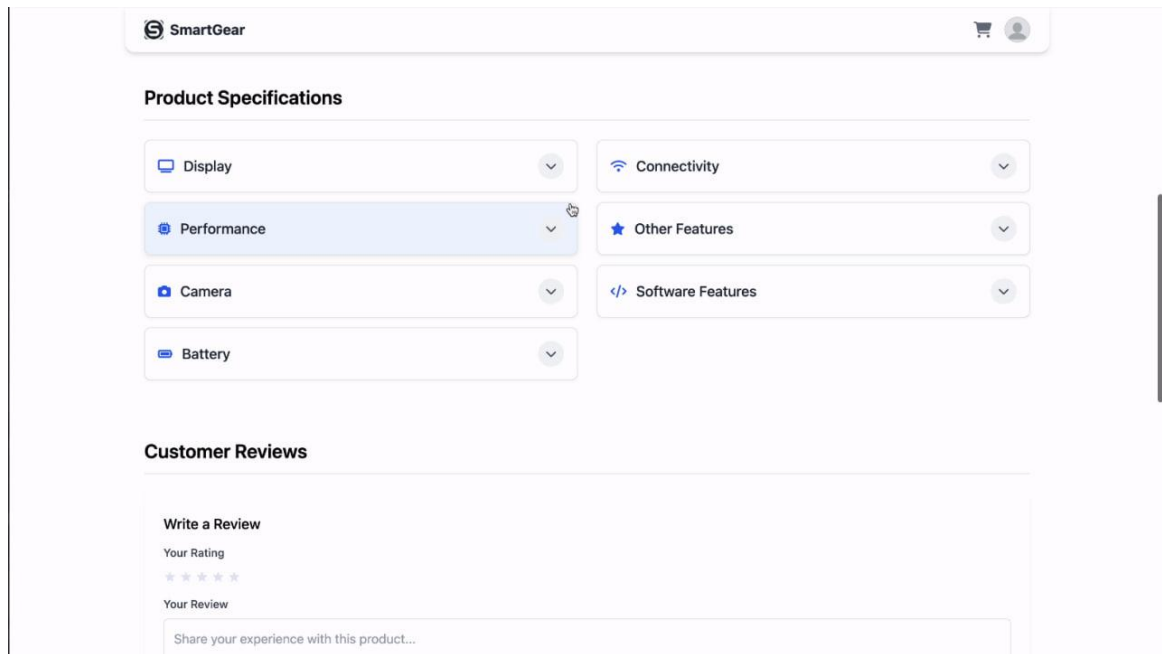 SmartGear
Product Specifications
Display
Connectivity
Performance
Other Features
Camera
Software Features
Battery
Customer Reviews
Write a Review
Your Rating
Your Review
Share your experience with this product...